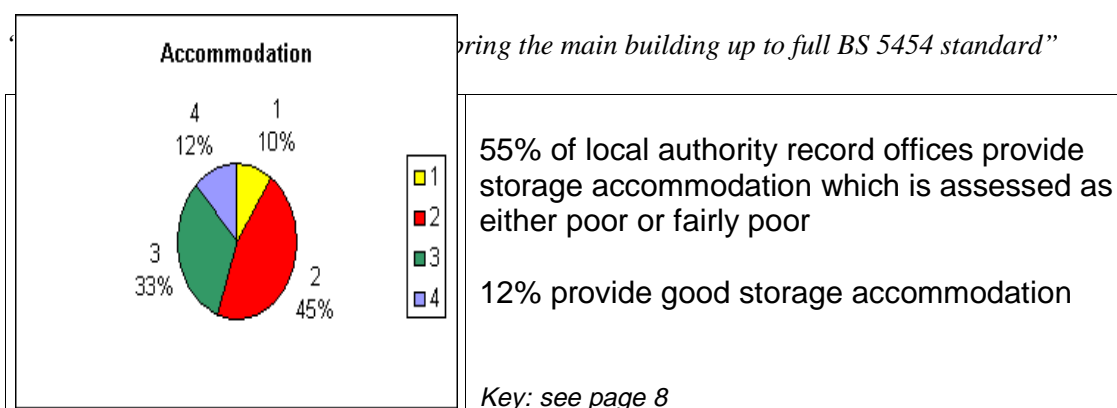 “
bring the main building up to full BS 5454 standard”
Accommodation
4
12%
1
10%
3
33%
2
45%
1
2
3
4
55% of local authority record offices provide
storage accommodation which is assessed as
either poor or fairly poor
12% provide good storage accommodation
Key: see page 8